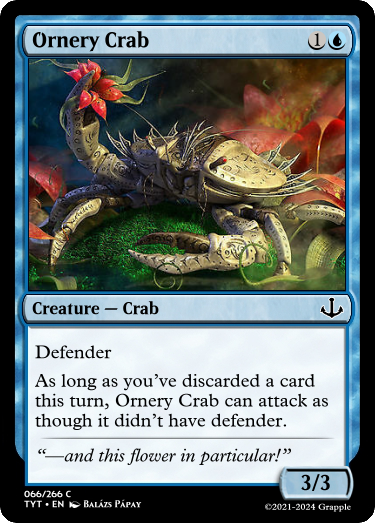 Ornery Crab 1
Creature — Crab
Defender
As long as you've discarded a card
this turn, Ornery Crab can attack as
though it didn't have defender.
“—and this flower in particular!”
3/3
066/266 C
TYT • EN Balázs Pápay
©2021-2024 Grapple